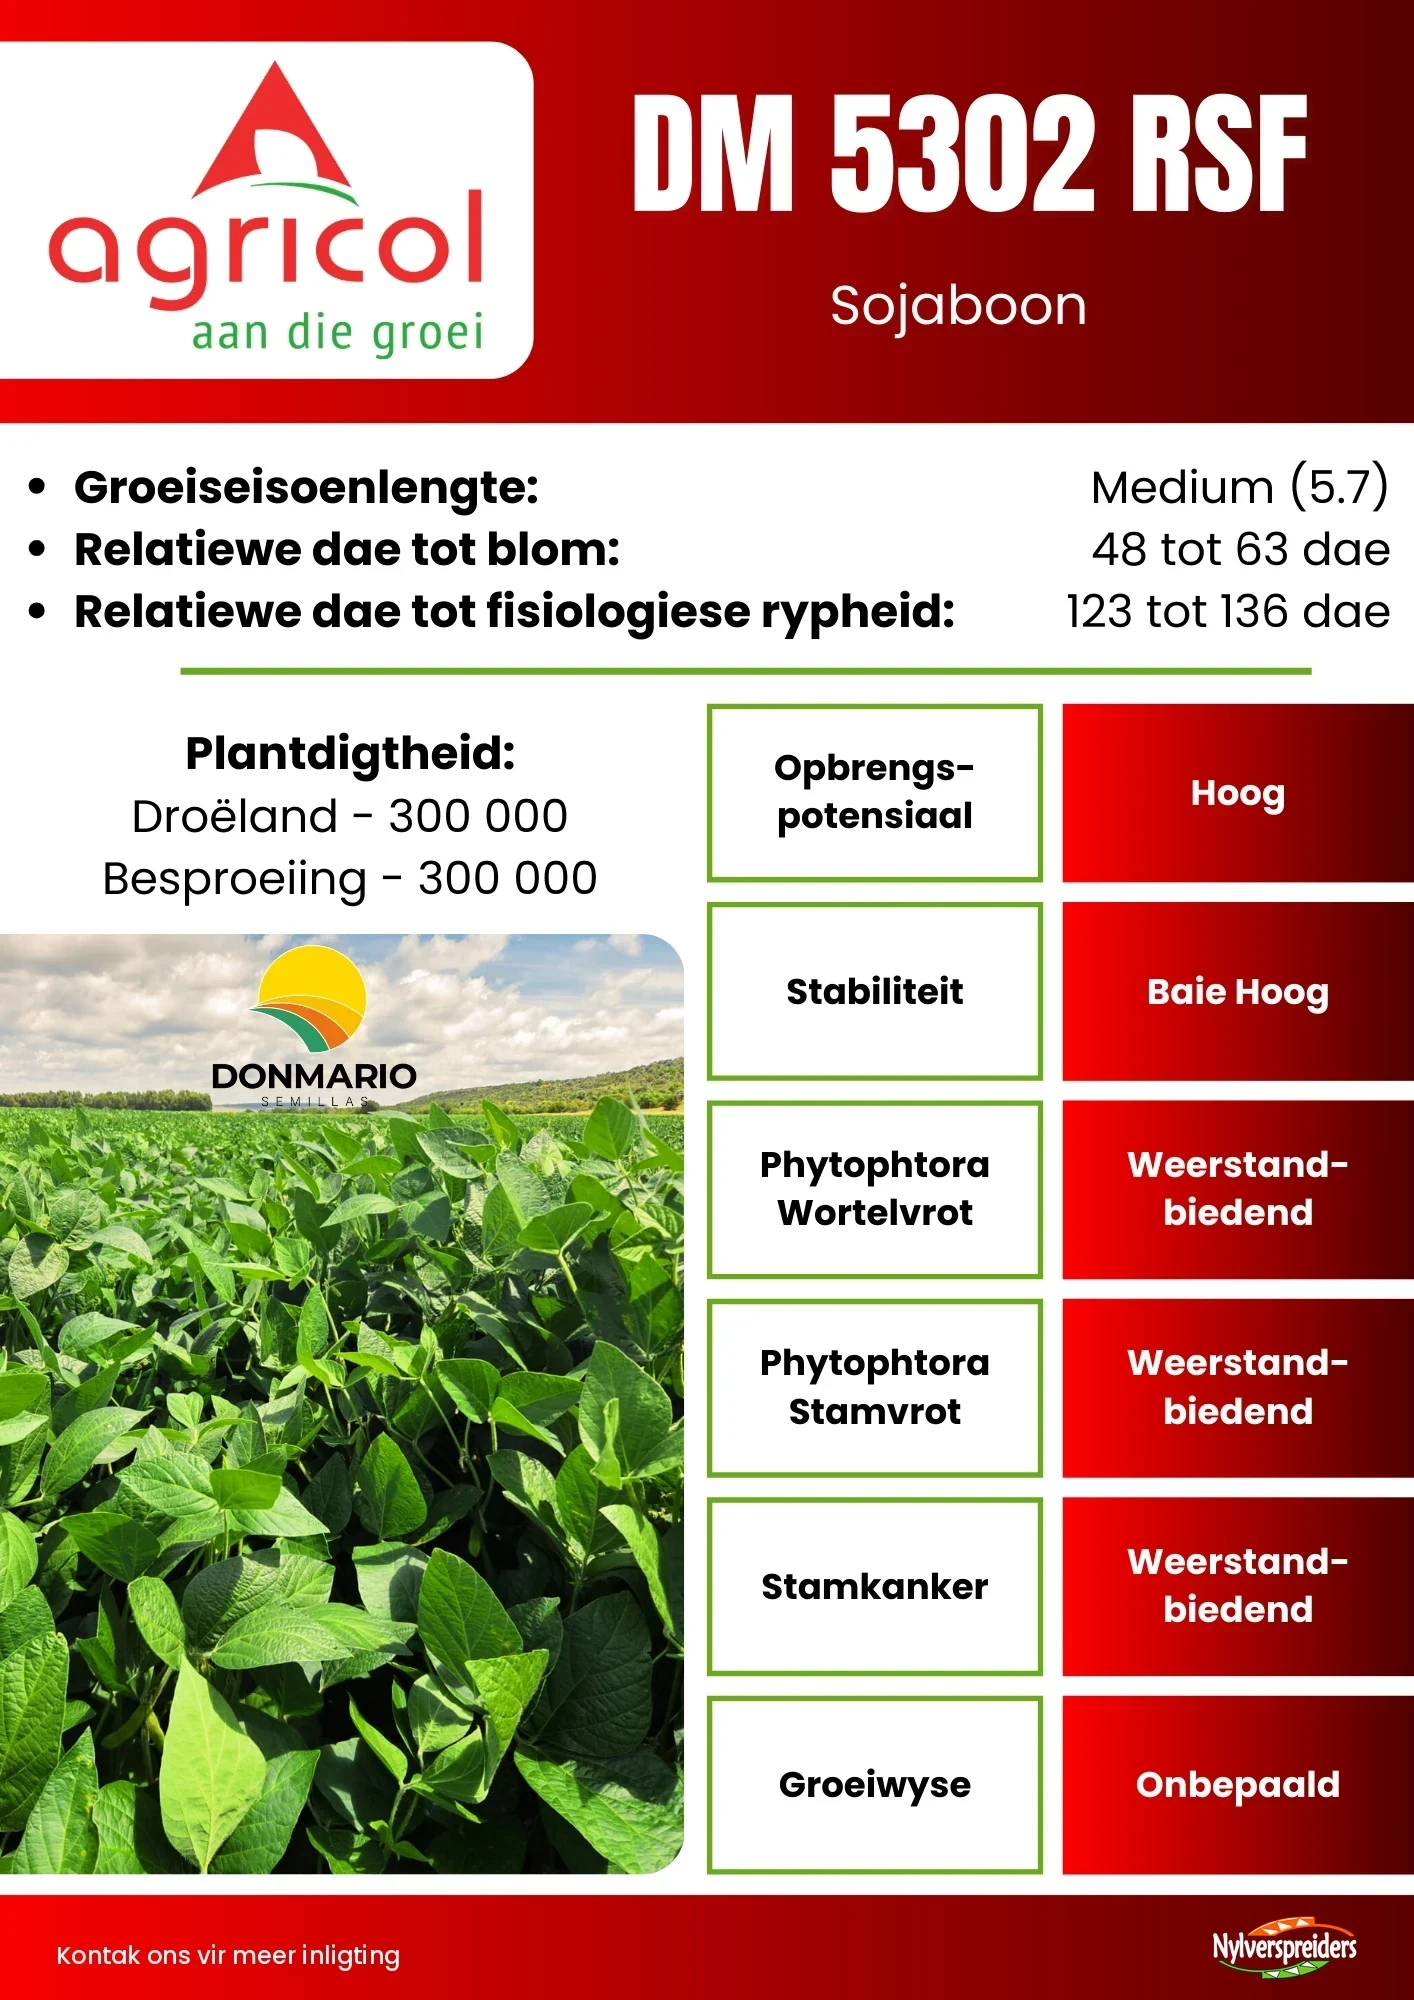 agricol
aan die groei
DM 5302 RSF
Sojaboon
• Groeiseisoenlengte: Medium (5.7)
• Relatiewe dae tot blom: 48 tot 63 dae
• Relatiewe dae tot fisiologiese rypheid: 123 tot 136 dae
Plantdigtheid:
Droëland - 300 000
Besproeiing - 300 000
DONMARIO
SEMILLAS
Opbrengs-
potensiaal
Hoog
Stabiliteit
Baie Hoog
Phytophtora
Wortelvrot
Weerstand-
biedend
Phytophtora
Stamvrot
Weerstand-
biedend
Stamkanker
Weerstand-
biedend
Groeiwyse
Onbepaald
Kontak ons vir meer inligting
Nylverspreiders